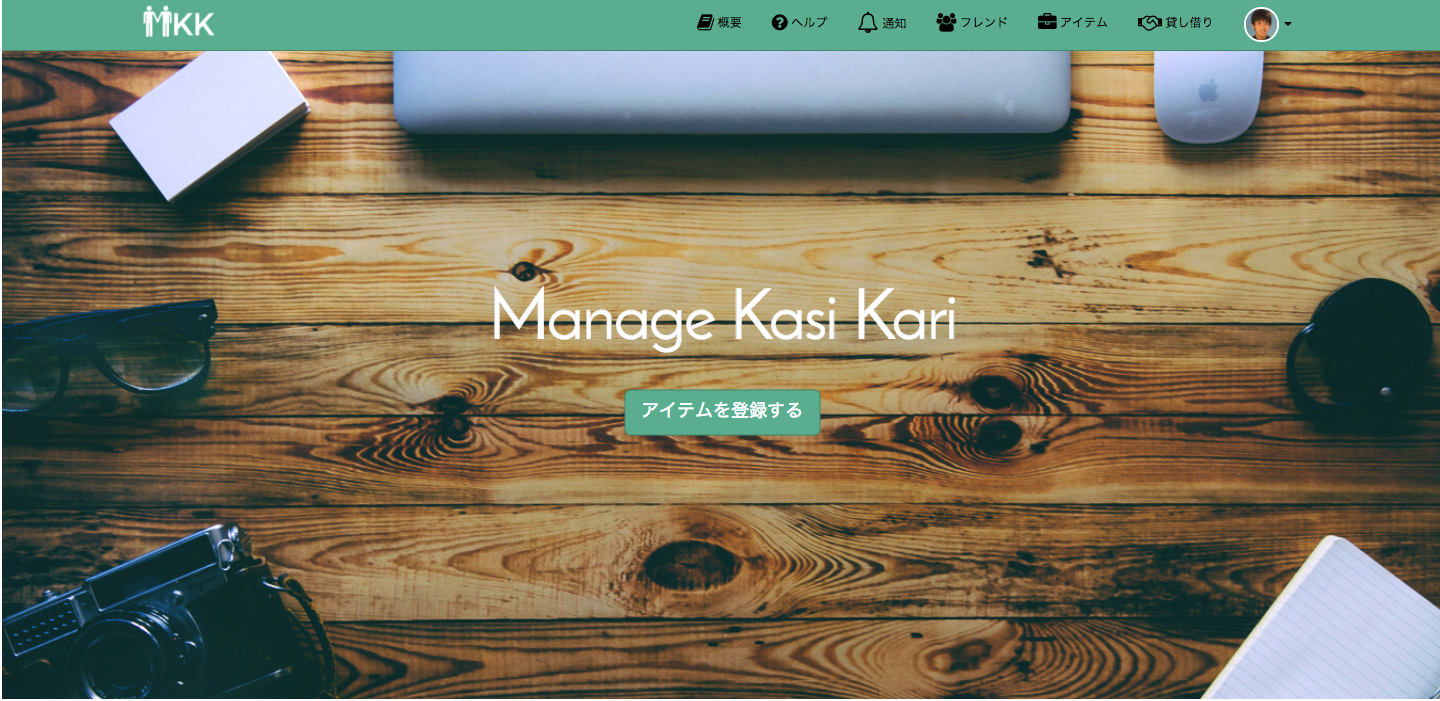 MKK
概要
ヘルプ
通知
フレンド
アイテム
貸し借り
Manage Kasi Kari
アイテムを登録する